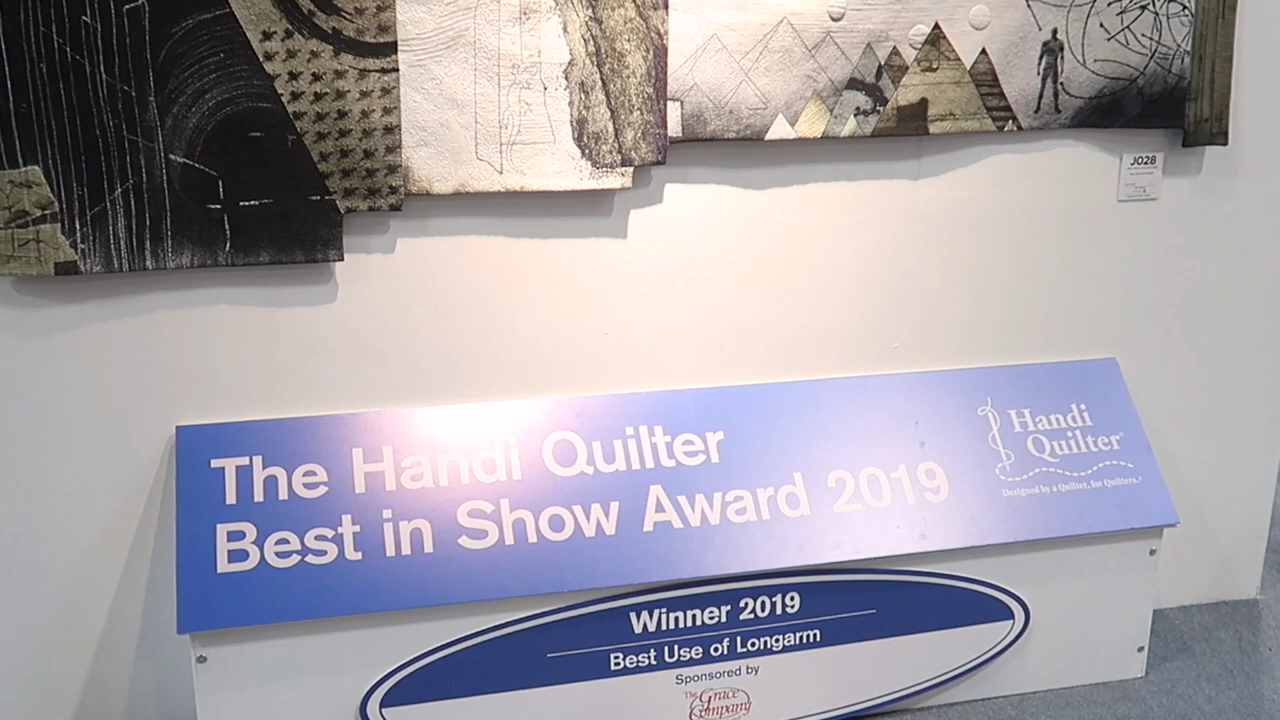 JO28
The Handi Quilter
Best in Show Award 2019
Handi
Quilter
Designed by a Quilter, for Quilters.
Winner 2019
Best Use of Longarm
Sponsored by
The Grace
Company